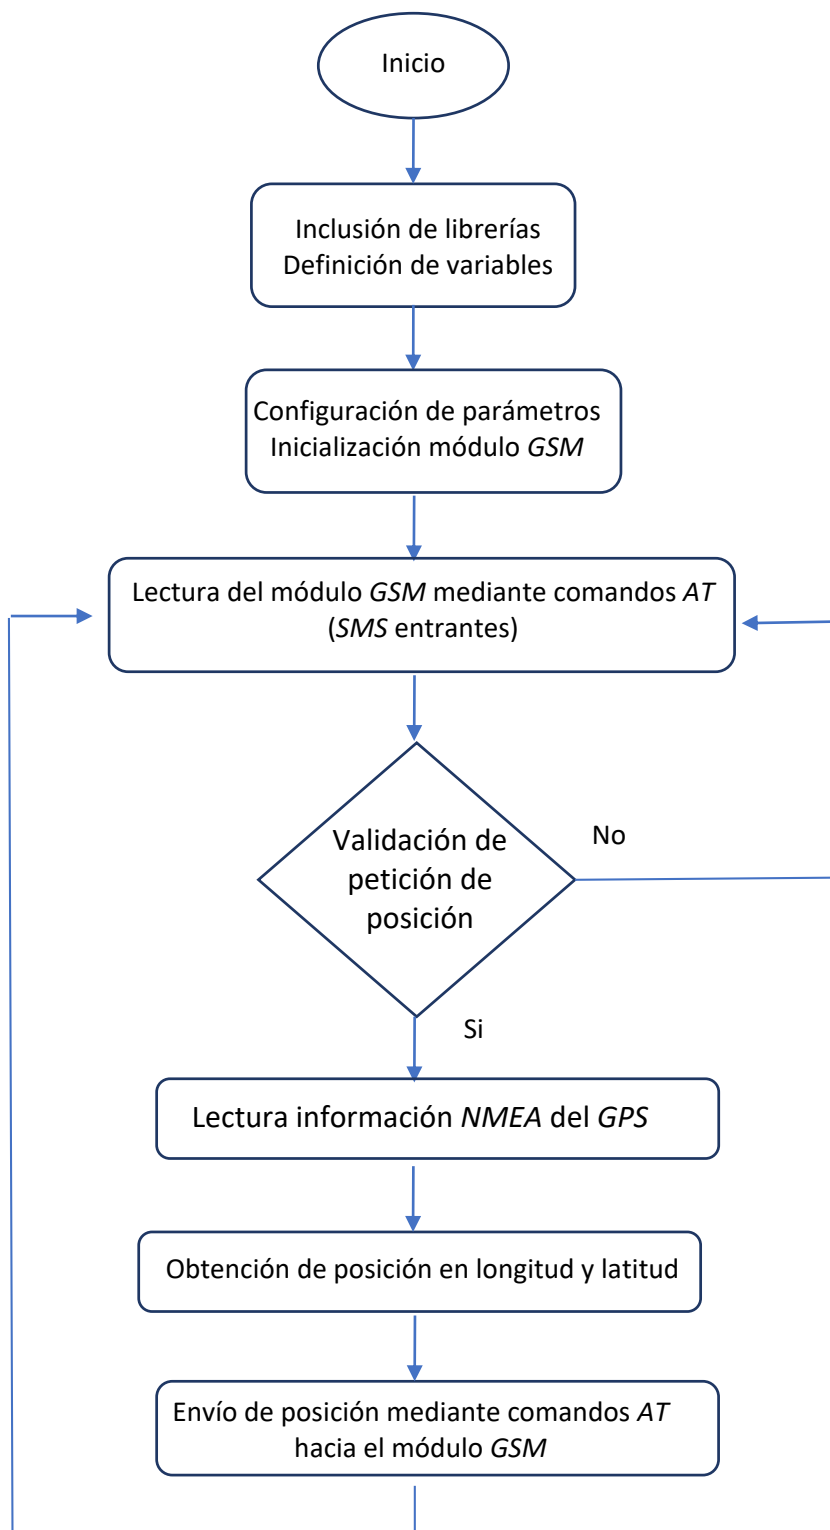 Inicio
Inclusión de librerías
Definición de variables
Configuración de parámetros
Inicialización módulo GSM
Lectura del módulo GSM mediante comandos AT
(SMS entrantes)
Validación de
petición de
posición
No
Si
Lectura información NMEA del GPS
Obtención de posición en longitud y latitud
Envío de posición mediante comandos AT
hacia el módulo GSM